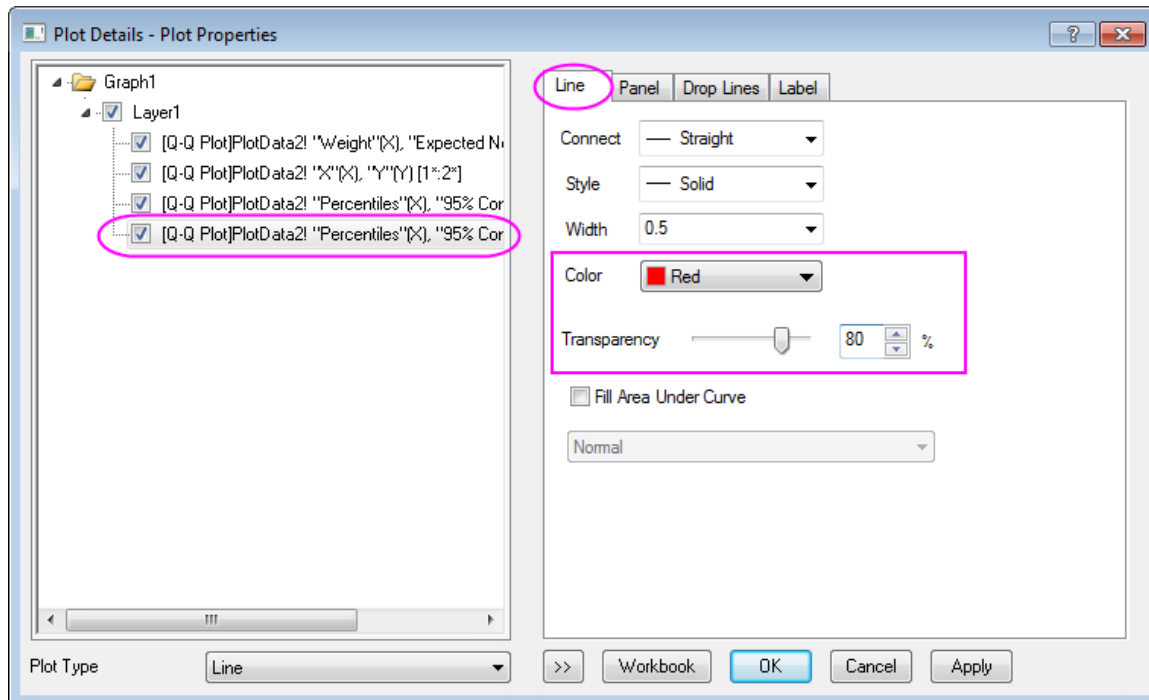 Plot Details - Plot Properties
Graph1
Layer1
[Q-Q Plot]PlotData2! "Weight"(X), "Expected N
[Q-Q Plot]PlotData2! "X"(X), "Y"(Y) [1*:2*]
[Q-Q Plot]PlotData2! "Percentiles"(X), "95% Cor
[Q-Q Plot]PlotData2! "Percentiles"(X), "95% Cor
Plot Type
Line
Line Panel Drop Lines Label
Connect Straight
Style Solid
Width 0.5
Color Red
Transparency 80 %
Fill Area Under Curve
Normal
>> Workbook OK Cancel Apply